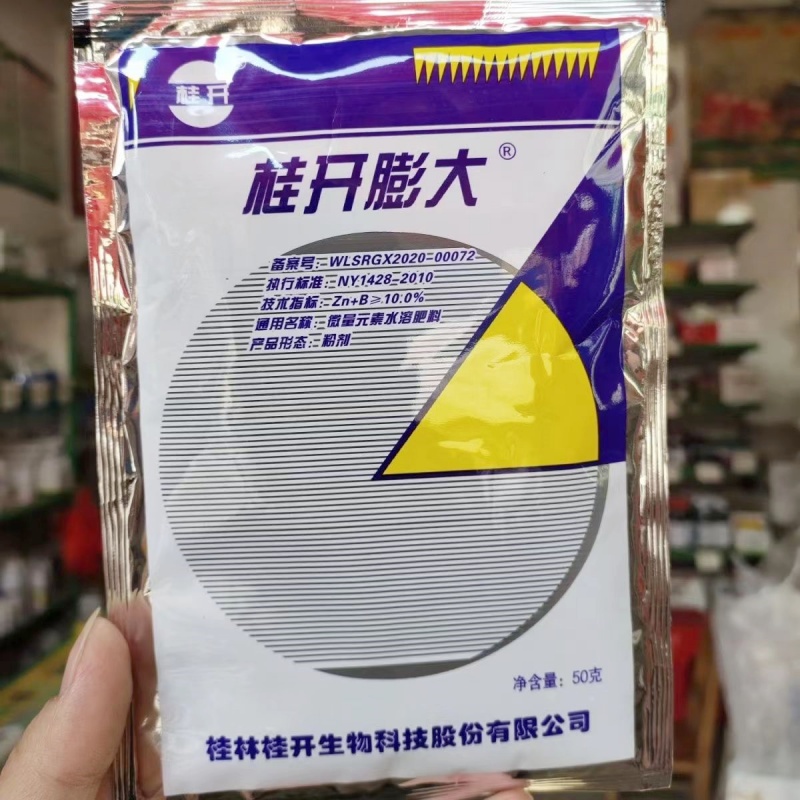 桂开
桂开膨大®
备案号:WLSRGX2020-00072
执行标准:NY1428-2010
技术指标:Zn+B≥10.0%
通用名称:微量元素水溶肥料
产品形态:粉剂
净含量:50克
桂林桂开生物科技股份有限公司